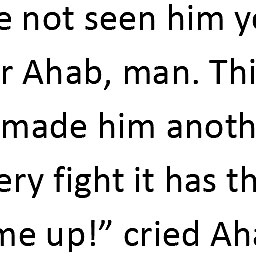 e not seen him y
r Ahab, man. Thi
made him anoth
ery fight it has th
me up!” cried Aha